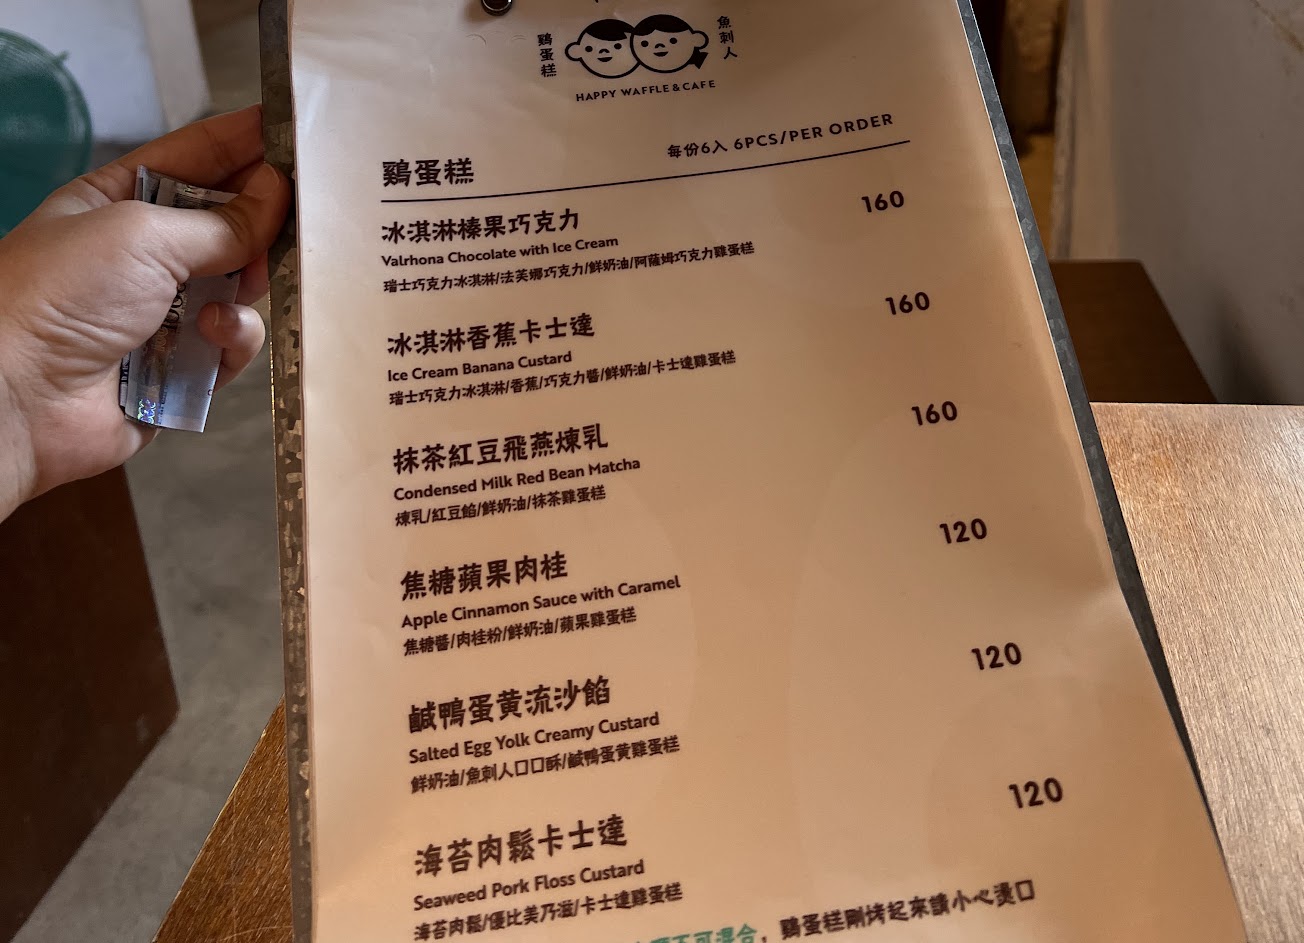 鷄蛋糕
魚刺人
HAPPY WAFFLE & CAFE
鷄蛋糕
每份6入 6PCS/PER ORDER
冰淇淋榛果巧克力 160
Valrhona Chocolate with Ice Cream
瑞士巧克力冰淇淋/法芙娜巧克力/鮮奶油/阿薩姆巧克力雞蛋糕
冰淇淋香蕉卡士達 160
Ice Cream Banana Custard
瑞士巧克力冰淇淋/香蕉/巧克力醬/鮮奶油/卡士達雞蛋糕
抹茶紅豆飛燕煉乳 160
Condensed Milk Red Bean Matcha
煉乳/紅豆餡/鮮奶油/抹茶雞蛋糕
焦糖蘋果肉桂 120
Apple Cinnamon Sauce with Caramel
焦糖醬/肉桂粉/鮮奶油/蘋果雞蛋糕
鹹鴨蛋黃流沙餡 120
Salted Egg Yolk Creamy Custard
鮮奶油/魚刺人口口酥/鹹鴨蛋黃雞蛋糕
海苔肉鬆卡士達 120
Seaweed Pork Floss Custard
海苔肉鬆/優比美乃滋/卡士達雞蛋糕
不可混合，鷄蛋糕剛烤起來請小心燙口